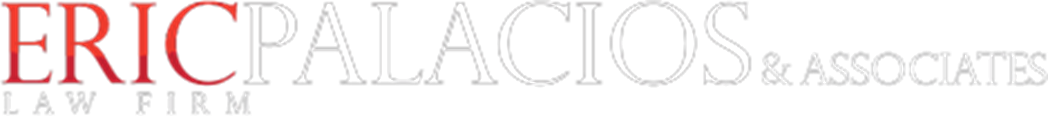 ERICPALACIOS & ASSOCIATES
LAW FIRM